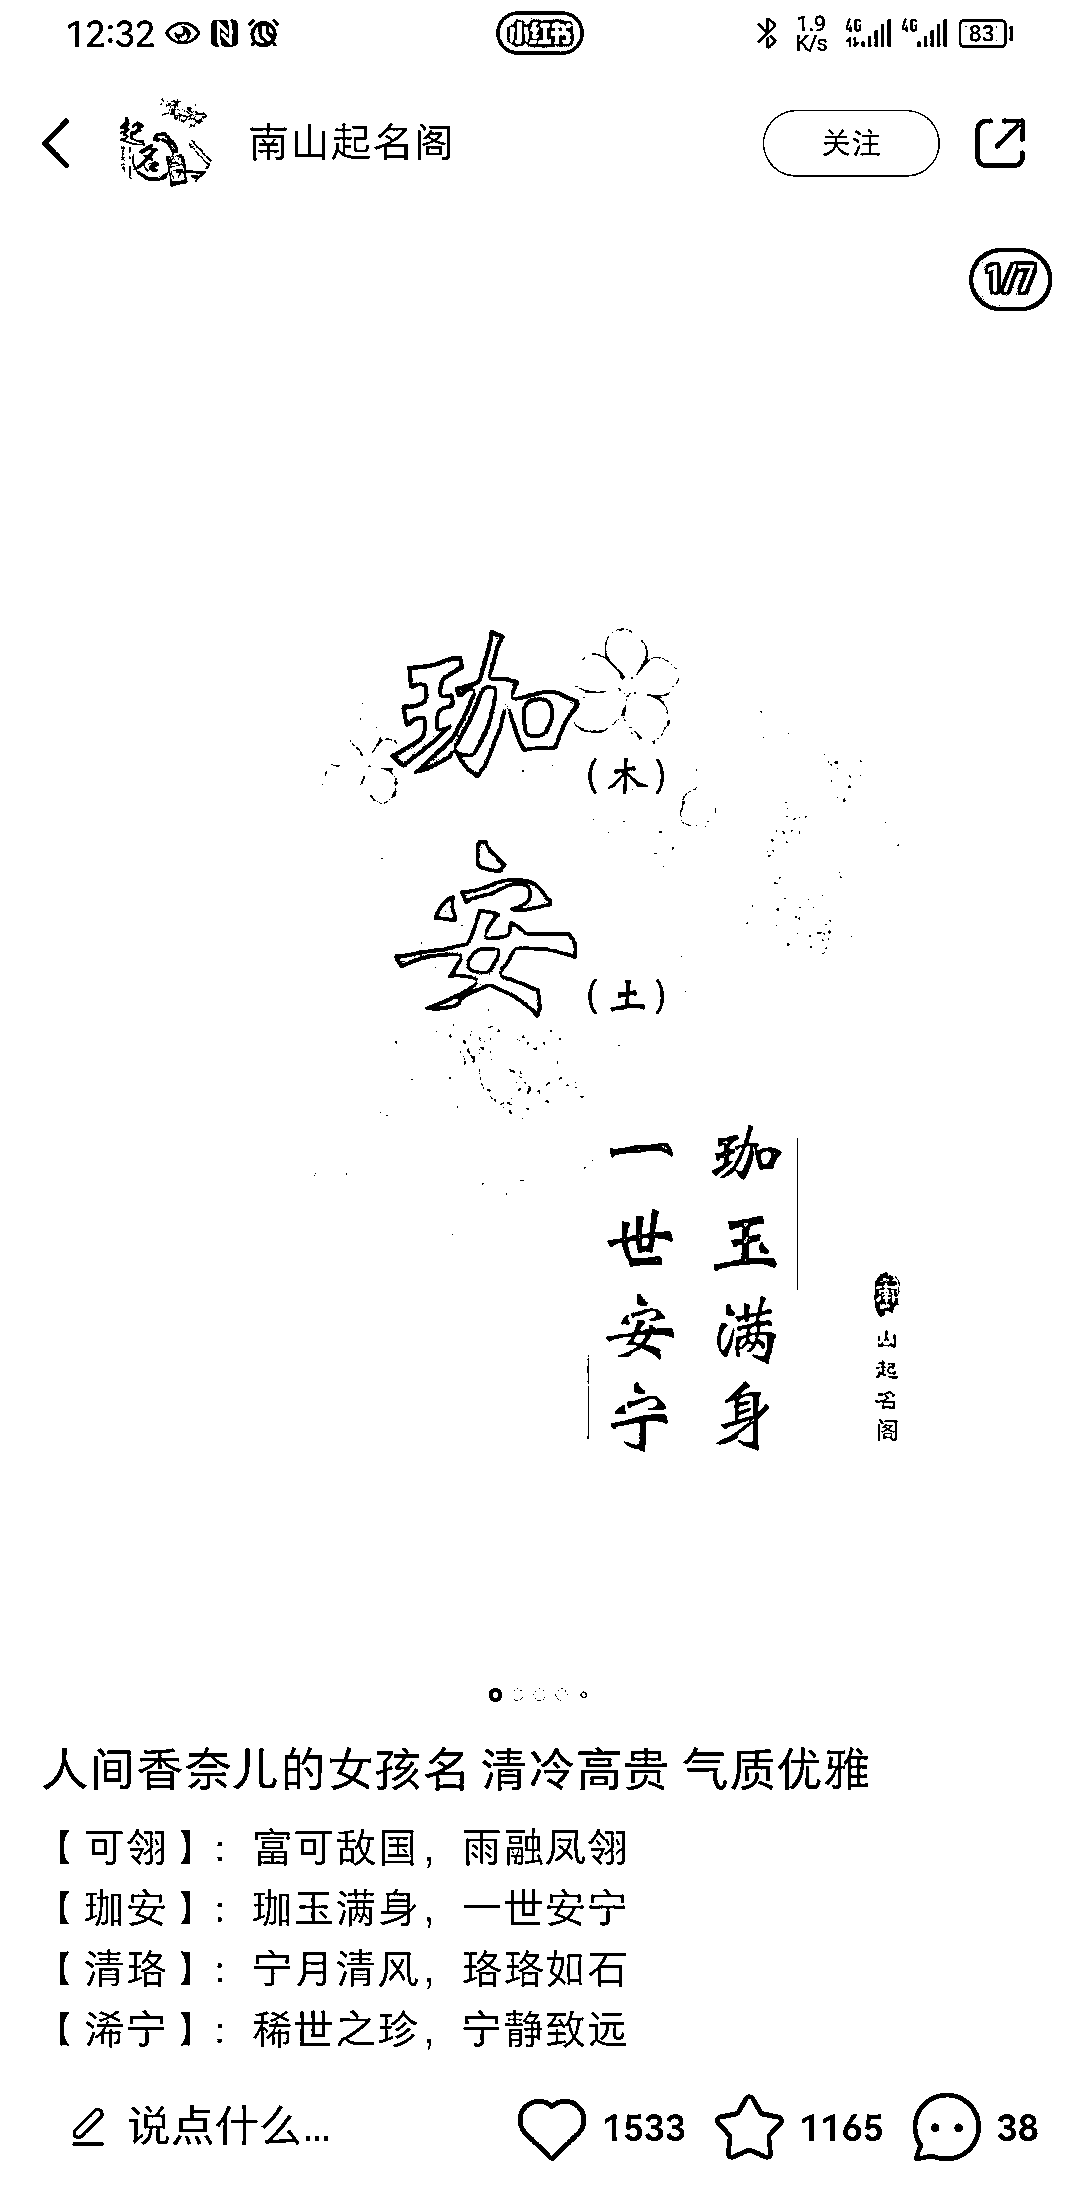 12:32
小红书
1.9
K/s
4G
4G
83
起名
南山起名阁
关注
1/7
珈
(木)
安
(土)
珈玉满身
一世安宁
山起名阁
人间香奈儿的女孩名 清冷高贵 气质优雅
【可翎】：富可敌国，雨融凤翎
【珈安】：珈玉满身，一世安宁
【清珞】：宁月清风，珞珞如石
【浠宁】：稀世之珍，宁静致远
说点什么...
1533
1165
38